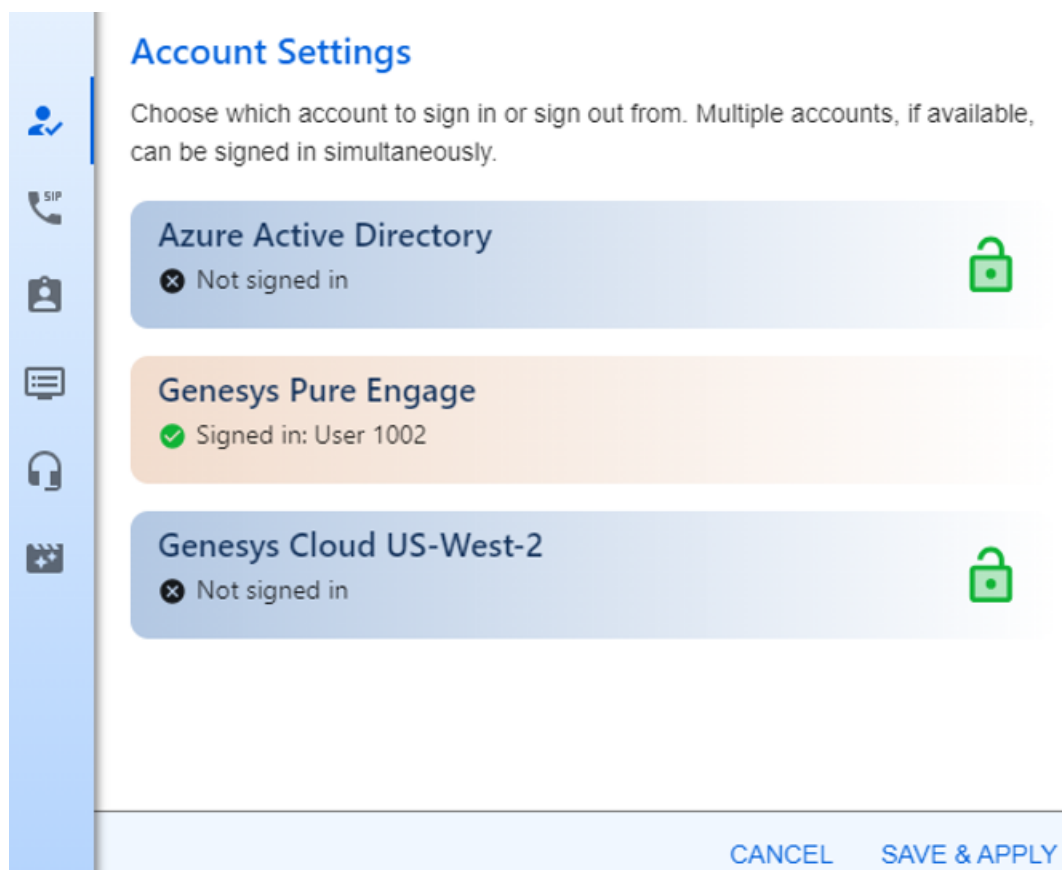 Account Settings
Choose which account to sign in or sign out from. Multiple accounts, if available,
can be signed in simultaneously.
SIP
Azure Active Directory
Not signed in
Genesys Pure Engage
Signed in: User 1002
Genesys Cloud US-West-2
Not signed in
CANCEL SAVE & APPLY